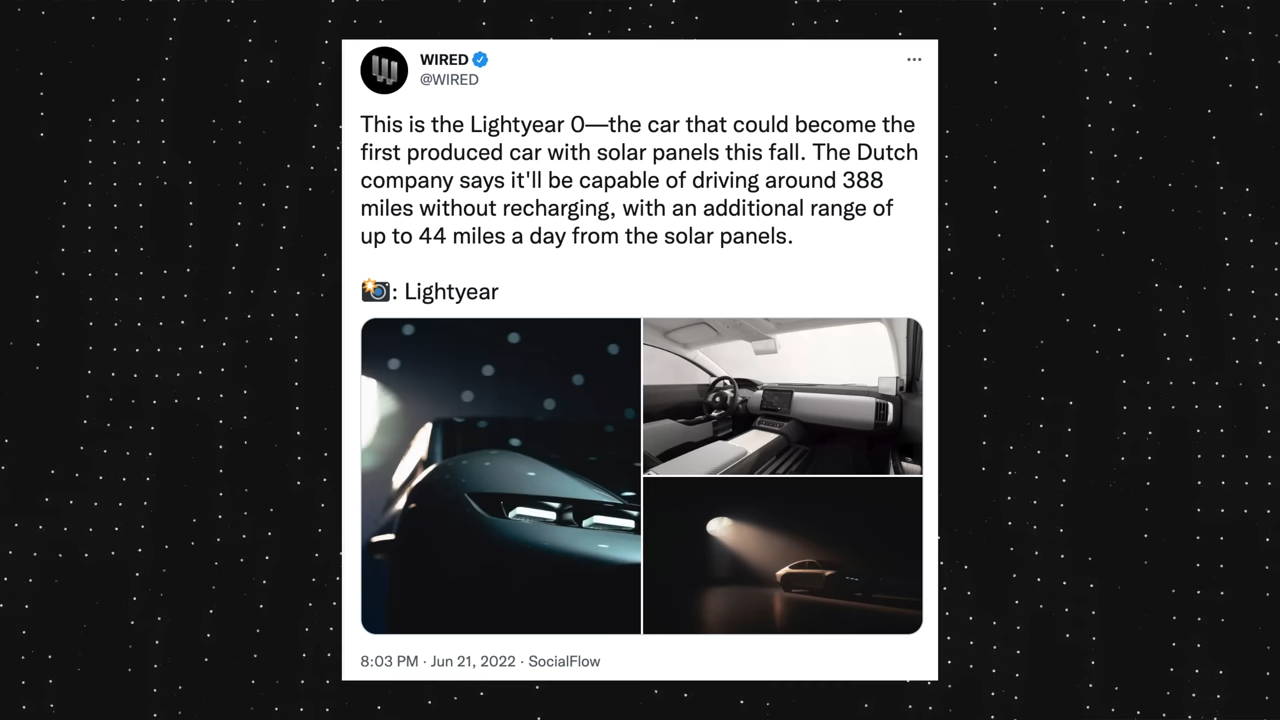 WIRED
@WIRED
This is the Lightyear 0—the car that could become the
first produced car with solar panels this fall. The Dutch
company says it'll be capable of driving around 388
miles without recharging, with an additional range of
up to 44 miles a day from the solar panels.
📸: Lightyear
8:03 PM · Jun 21, 2022 · SocialFlow